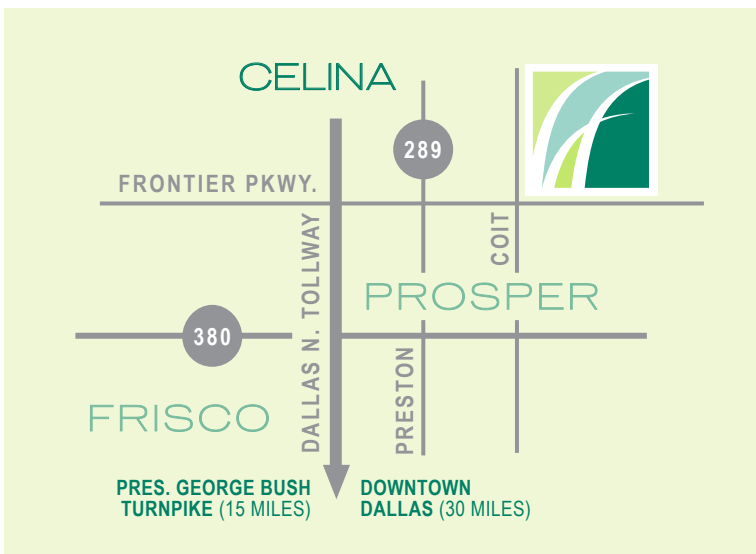 CELINA
289
FRONTIER PKWY.
COIT
DALLAS N. TOLLWAY
PROSPER
380
PRESTON
FRISCO
PRES. GEORGE BUSH
TURNPIKE (15 MILES)
DOWNTOWN
DALLAS (30 MILES)